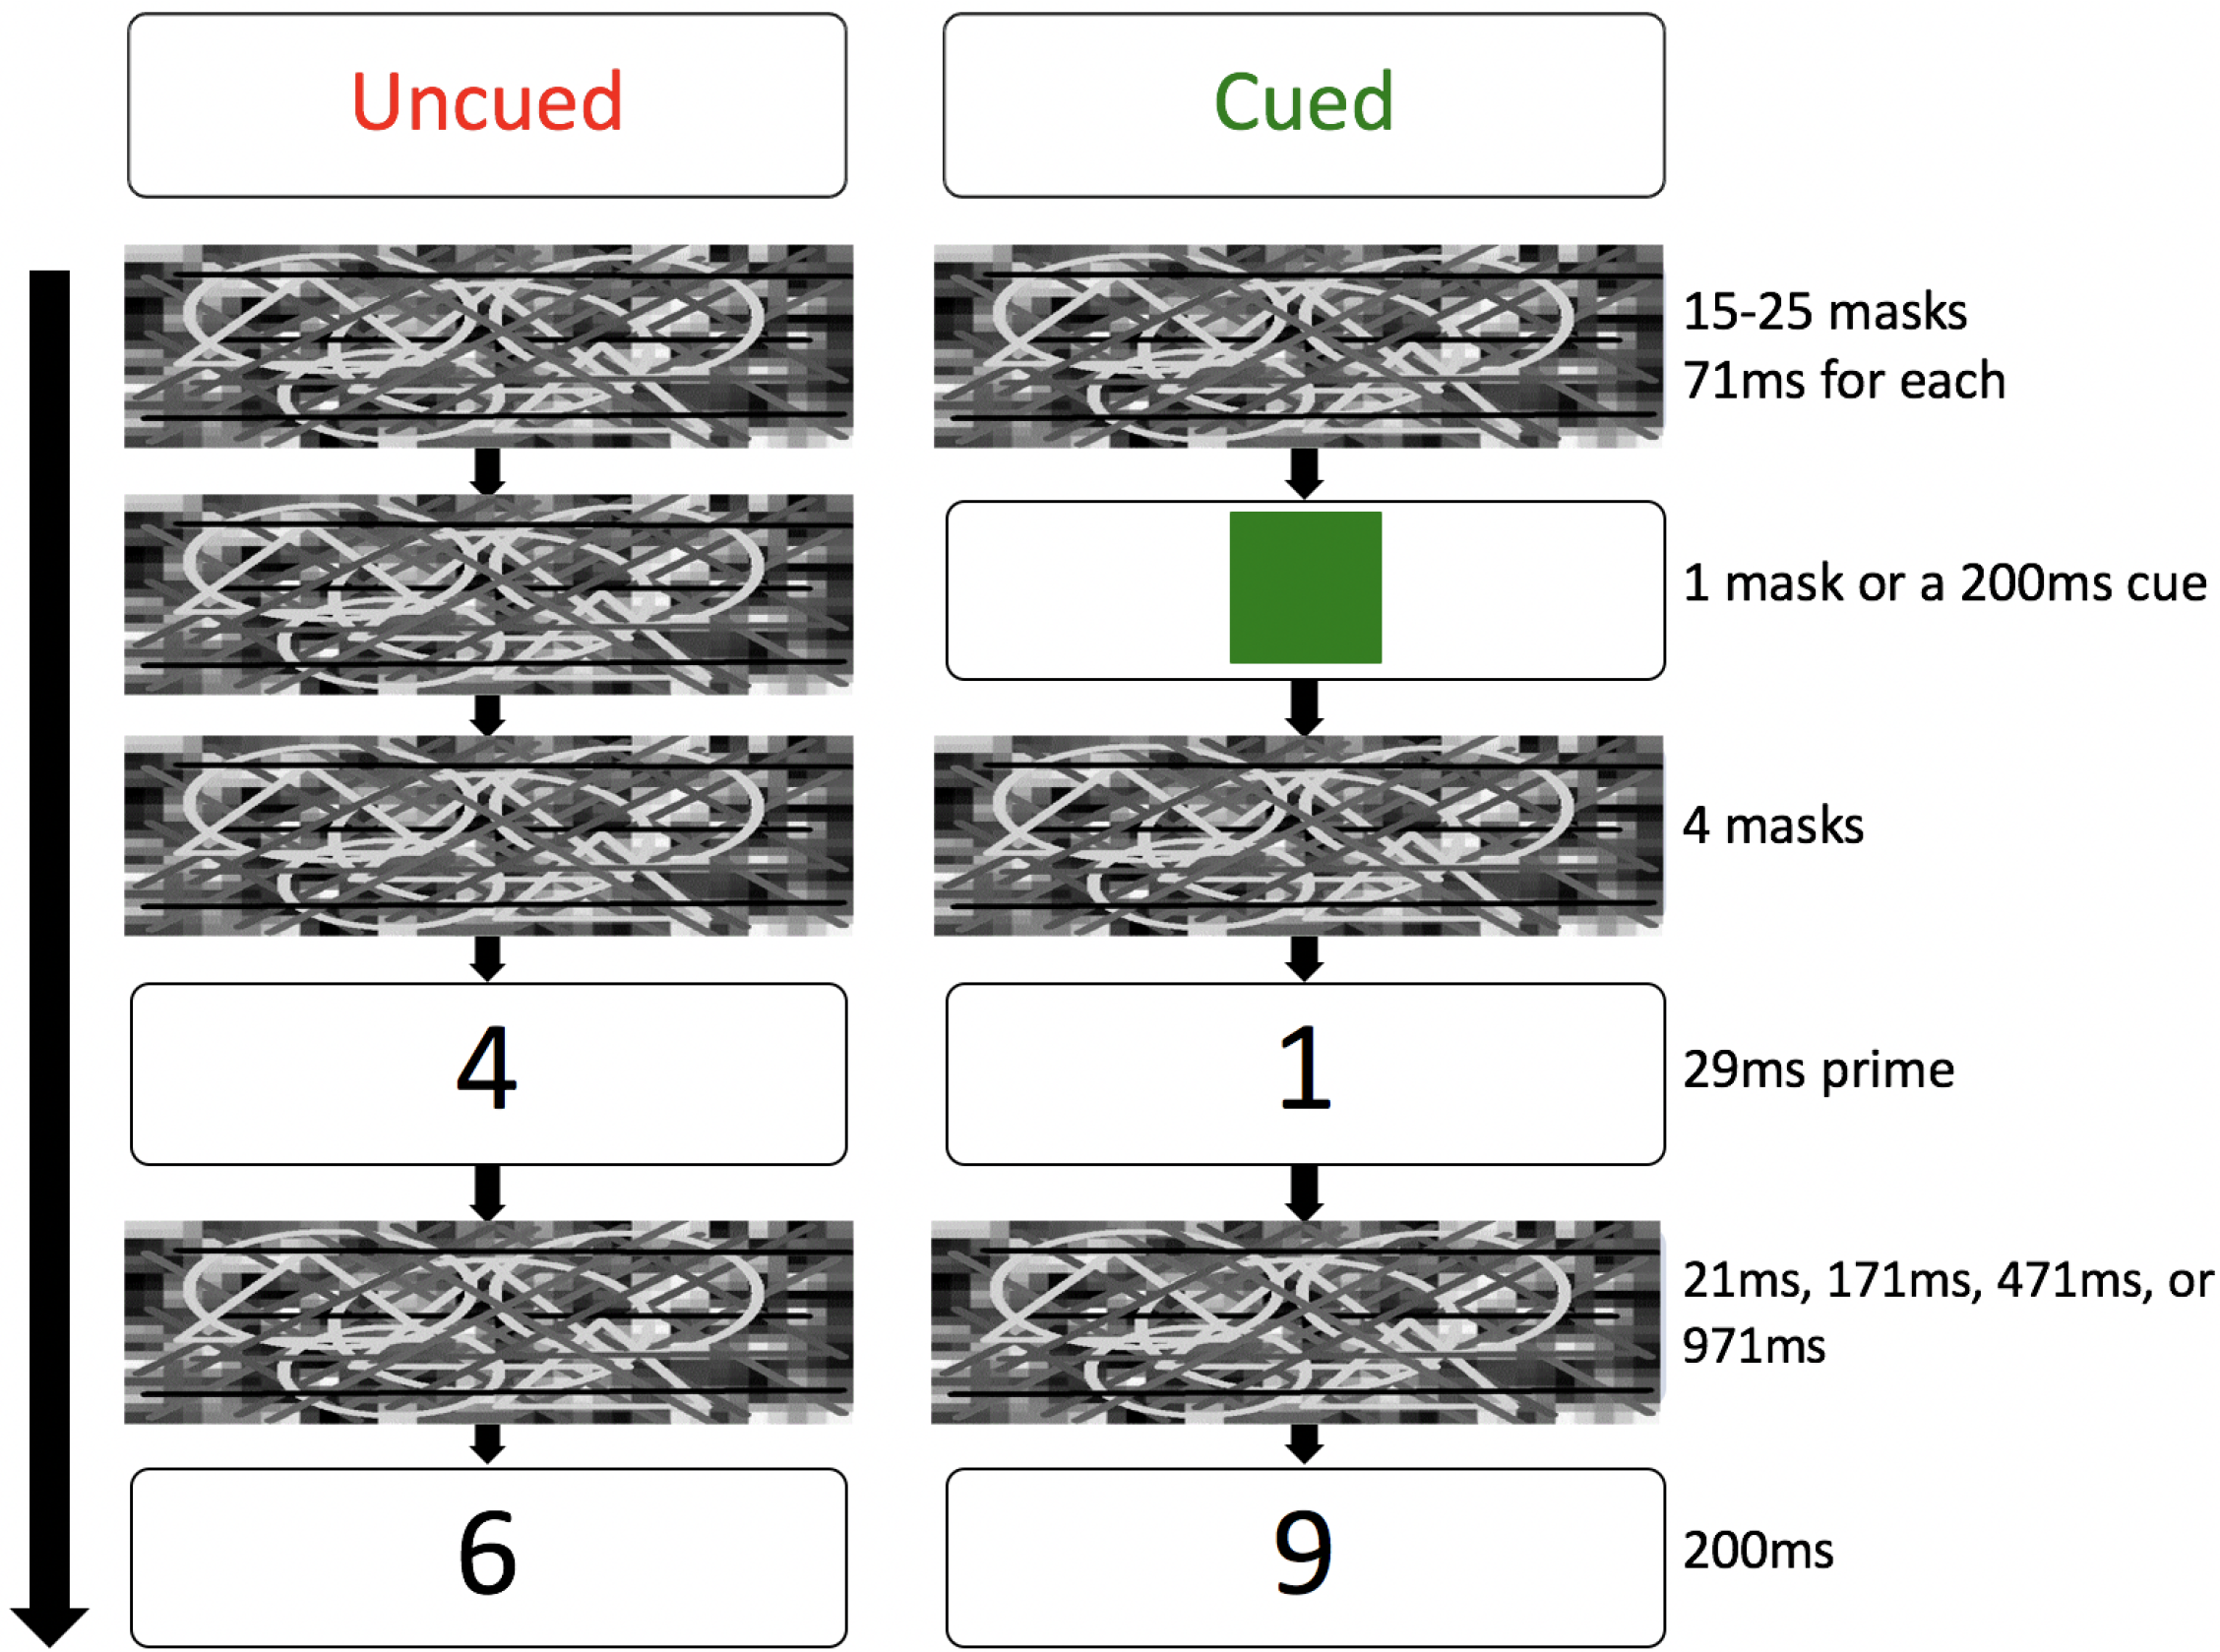 Uncued
Cued
15-25 masks
71ms for each
1 mask or a 200ms cue
4 masks
4
1
29ms prime
21ms, 171ms, 471ms, or
971ms
6
9
200ms